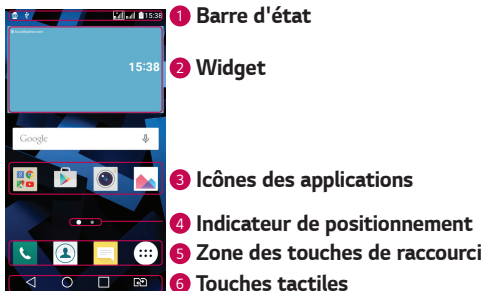 15:38
1 Barre d'état
15:38
2 Widget
Google
3 Icônes des applications
4 Indicateur de positionnement
5 Zone des touches de raccourci
6 Touches tactiles